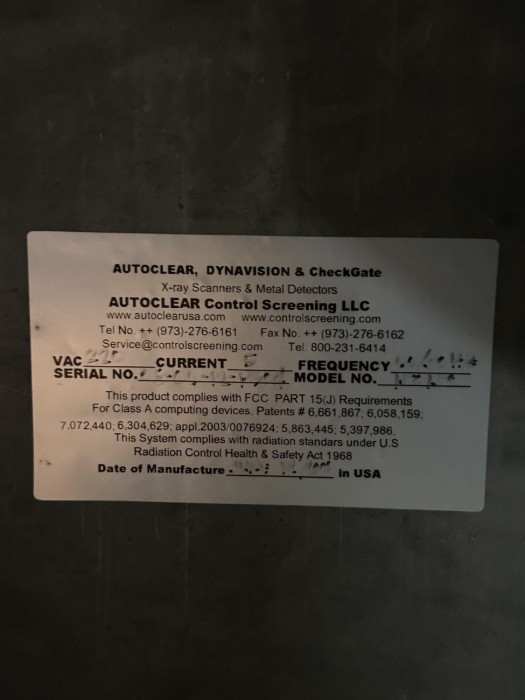 AUTOCLEAR, DYNAVISION & CheckGate
X-ray Scanners & Metal Detectors
AUTOCLEAR Control Screening LLC
www.autoclearusa.com www.controlscreening.com
Tel No. ++ (973)-276-6161 Fax No. ++ (973)-276-6162
Service@controlscreening.com Tel. 800-231-6414
VAC CURRENT FREQUENCY
SERIAL NO. MODEL NO.
This product complies with FCC PART 15(J) Requirements
For Class A computing devices. Patents # 6,661,867; 6,058,159;
7,072,440; 6,304,629; appl.2003/0076924; 5,863,445; 5,397,986.
This System complies with radiation standars under U.S
Radiation Control Health & Safety Act 1968
Date of Manufacture in USA